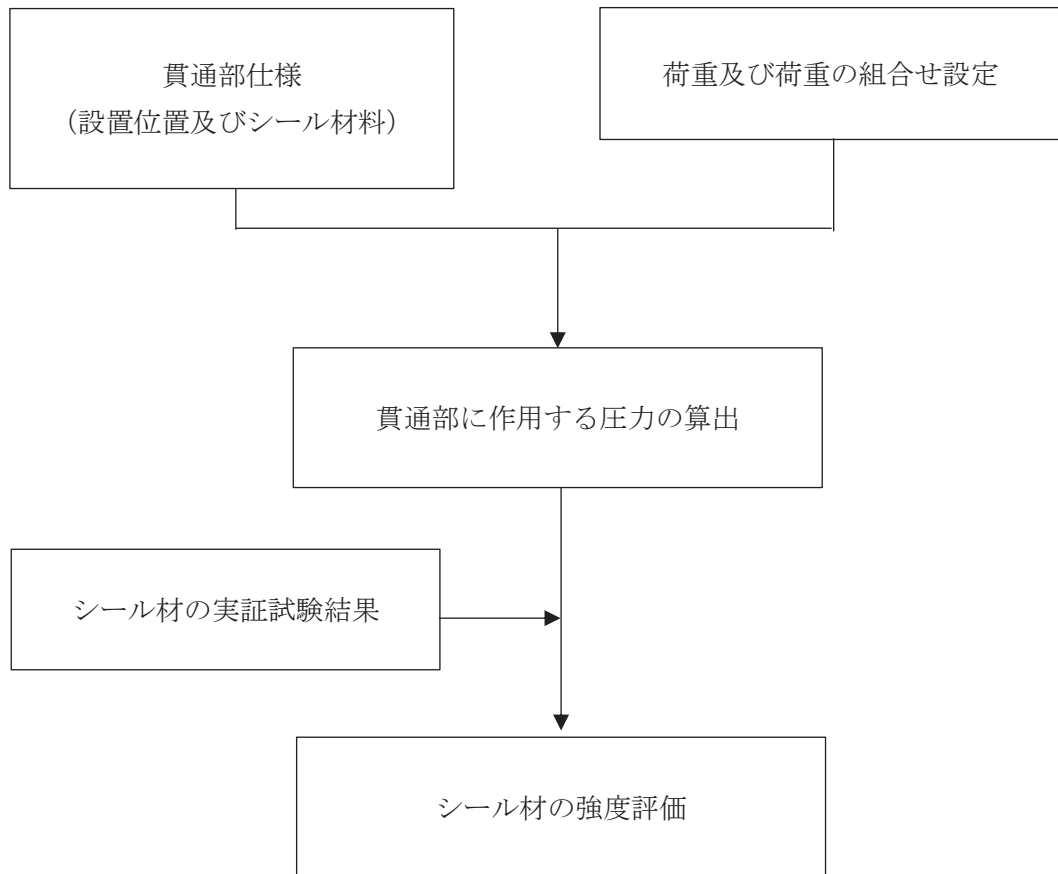 貫通部仕様
（設置位置及びシール材料）
荷重及び荷重の組合せ設定
貫通部に作用する圧力の算出
シール材の実証試験結果
シール材の強度評価